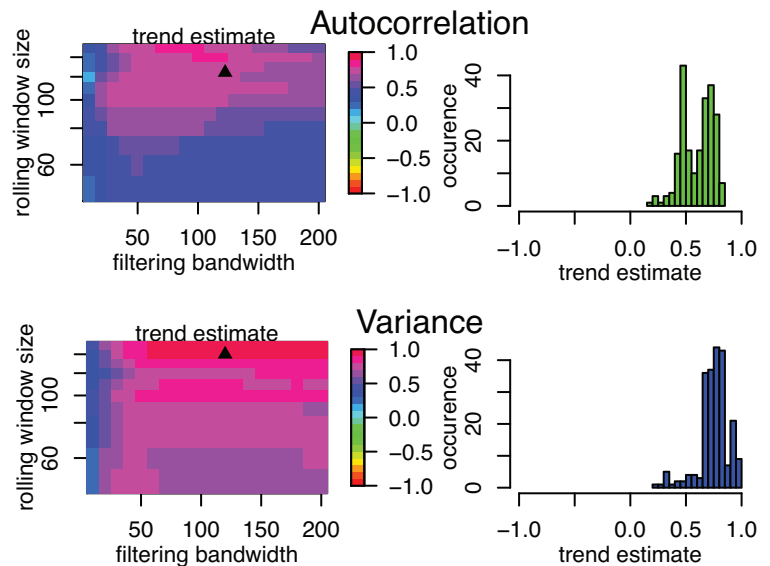 Autocorrelation
trend estimate
rolling window size
100
60
50 100 150 200
filtering bandwidth
1.0
0.5
0.0
−0.5
−1.0
occurence
40
20
0
−1.0 0.0 0.5 1.0
trend estimate
Variance
trend estimate
rolling window size
100
60
50 100 150 200
filtering bandwidth
1.0
0.5
0.0
−0.5
−1.0
occurence
40
20
0
−1.0 0.0 0.5 1.0
trend estimate